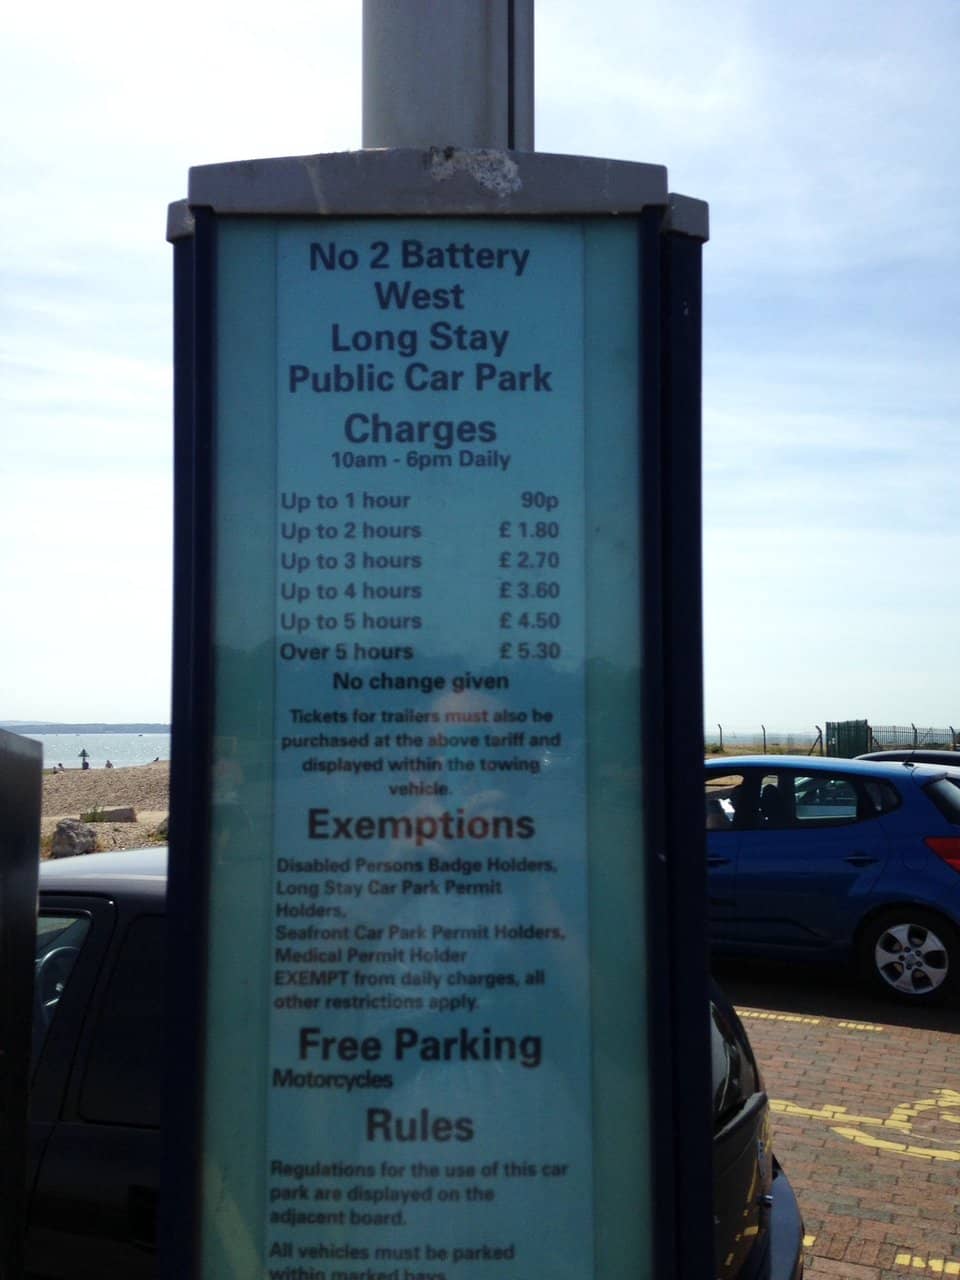 No 2 Battery
West
Long Stay
Public Car Park
Charges
10am - 6pm Daily
Up to 1 hour 90p
Up to 2 hours £ 1.80
Up to 3 hours £ 2.70
Up to 4 hours £ 3.60
Up to 5 hours £ 4.50
Over 5 hours £ 5.30
No change given
Tickets for trailers must also be
purchased at the above tariff and
displayed within the towing
vehicle.
Exemptions
Disabled Persons Badge Holders,
Long Stay Car Park Permit
Holders,
Seafront Car Park Permit Holders,
Medical Permit Holder
EXEMPT from daily charges, all
other restrictions apply.
Free Parking
Motorcycles
Rules
Regulations for the use of this car
park are displayed on the
adjacent board.
All vehicles must be parked
within marked bays